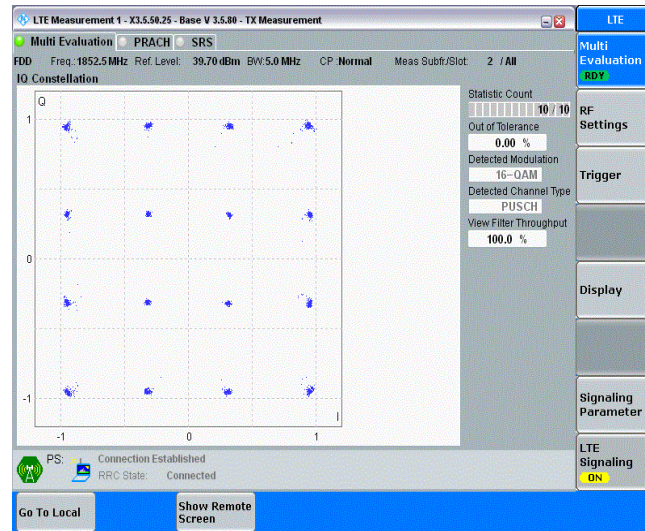 LTE Measurement 1 - X3.5.50.25 - Base V 3.5.80 - TX Measurement
LTE
Multi Evaluation PRACH SRS
Multi
Evaluation
RDY
FDD Freq.: 1852.5 MHz Ref. Level: 39.70 dBm BW: 5.0 MHz CP: Normal Meas Subfr./Slot: 2 / All
IQ Constellation
Q
1
0
-1
-1 0 1
I
Statistic Count
10 / 10
Out of Tolerance
0.00 %
Detected Modulation
16-QAM
Detected Channel Type
PUSCH
View Filter Throughput
100.0 %
RF
Settings
Trigger
Display
Signaling
Parameter
LTE
Signaling
ON
PS: Connection Established
RRC State: Connected
Go To Local
Show Remote
Screen